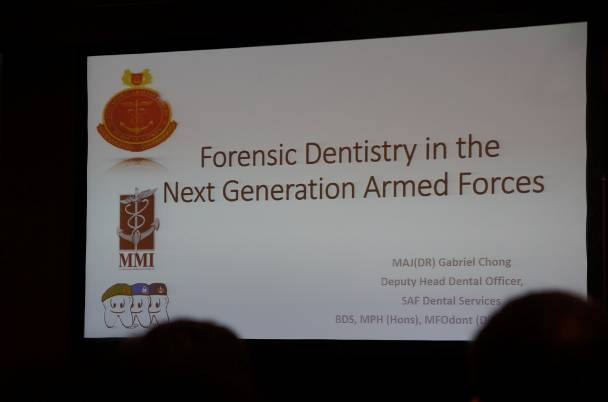 Forensic Dentistry in the
Next Generation Armed Forces
MMI
MAJ(DR) Gabriel Chong
Deputy Head Dental Officer,
SAF Dental Services
BDS, MPH (Hons), MFOdont